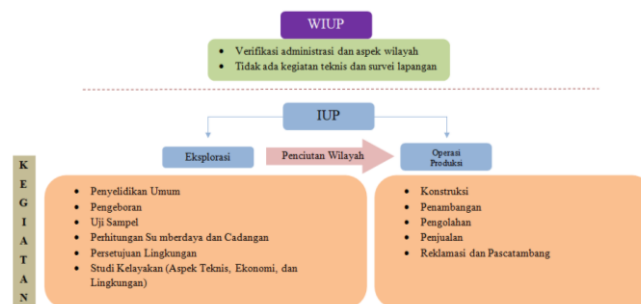 WIUP
• Verifikasi administrasi dan aspek wilayah
• Tidak ada kegiatan teknis dan survei lapangan
IUP
Eksplorasi
Penciutan Wilayah
Operasi
Produksi
K
E
G
I
A
T
A
N
• Penyelidikan Umum
• Pengeboran
• Uji Sampel
• Perhitungan Su mberdaya dan Cadangan
• Persetujuan Lingkungan
• Studi Kelayakan (Aspek Teknis, Ekonomi, dan
Lingkungan)
• Konstruksi
• Penambangan
• Pengolahan
• Penjualan
• Reklamasi dan Pascatambang